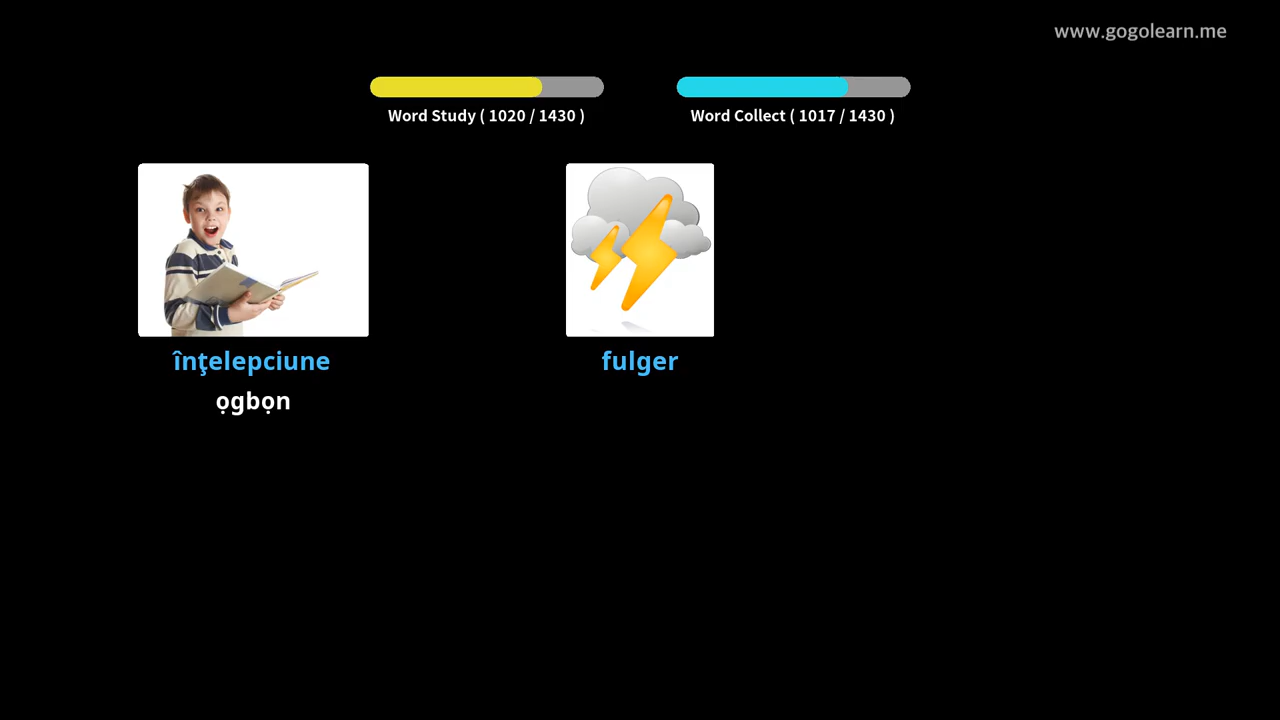 www.gogolearn.me
Word Study ( 1020 / 1430 )
Word Collect ( 1017 / 1430 )
înţelepciune
ọgbọn
fulger